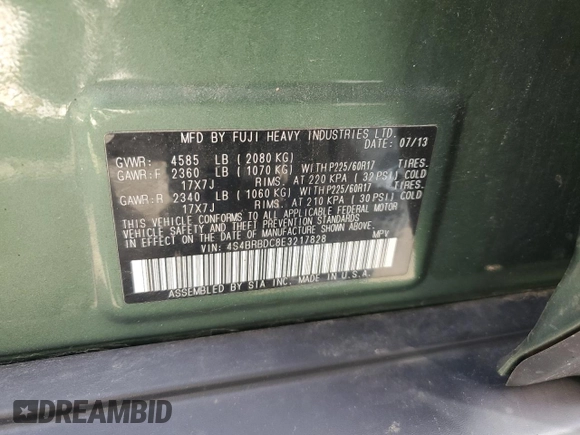 MFD BY FUJI HEAVY INDUSTRIES LTD.
DATE: 07/13
GVWR: 4585 LB ( 2080 KG)
GAWR:F 2360 LB ( 1070 KG) WITH P225/60R17 TIRES.
17X7J RIMS. AT 220 KPA ( 32 PSI) COLD
GAWR:R 2340 LB ( 1060 KG) WITH P225/60R17 TIRES.
17X7J RIMS. AT 210 KPA ( 30 PSI) COLD
THIS VEHICLE CONFORMS TO ALL APPLICABLE FEDERAL MOTOR
VEHICLE SAFETY, BUMPER, AND THEFT PREVENTION STANDARDS
IN EFFECT ON THE DATE OF MANUFACTURE SHOWN ABOVE.
VIN: 4S4BRBDC8E3217828 MPV
ASSEMBLED BY SIA INC. MADE IN U.S.A.
DREAMBID